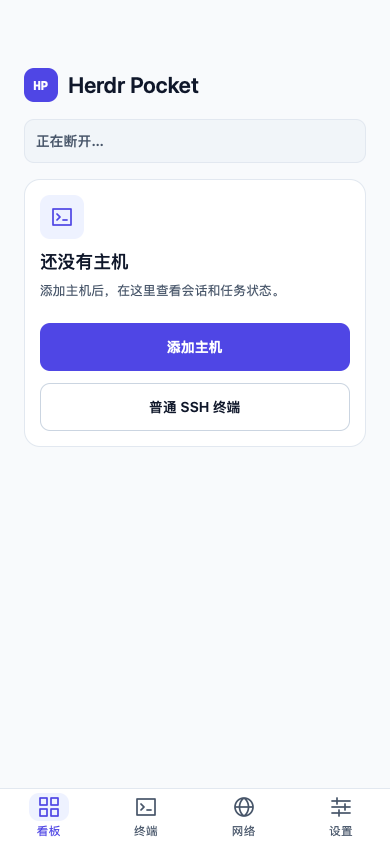 HP
Herdr Pocket
正在断开...
还没有主机
添加主机后，在这里查看会话和任务状态。
添加主机
普通 SSH 终端
看板
终端
网络
设置